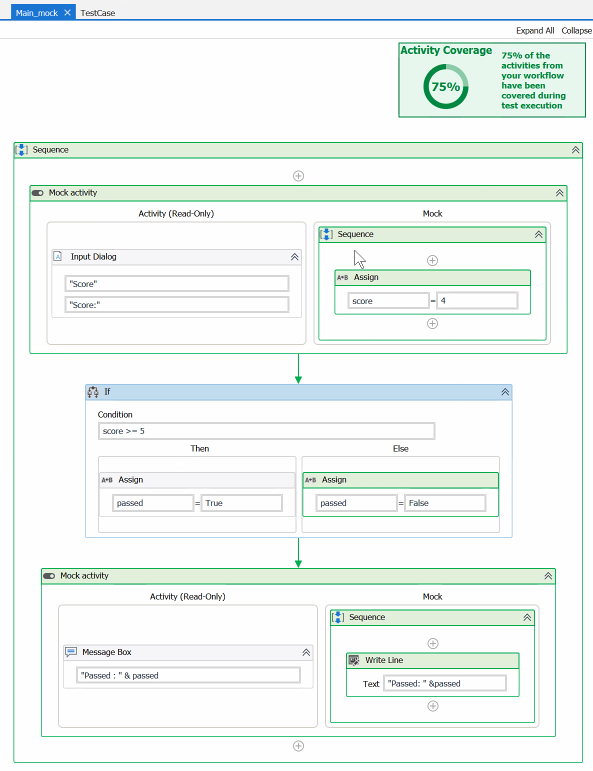 Main_mock
TestCase
Expand All Collapse
Activity Coverage
75%
75% of the
activities from
your workflow
have been
covered during
test execution
Sequence
Mock activity
Activity (Read-Only)
Mock
Input Dialog
"Score"
"Score:"
Sequence
A+B Assign
score = 4
If
Condition
score >= 5
Then
Else
A+B Assign
passed = True
A+B Assign
passed = False
Mock activity
Activity (Read-Only)
Mock
Message Box
"Passed : " & passed
Sequence
Write Line
Text "Passed: " &passed